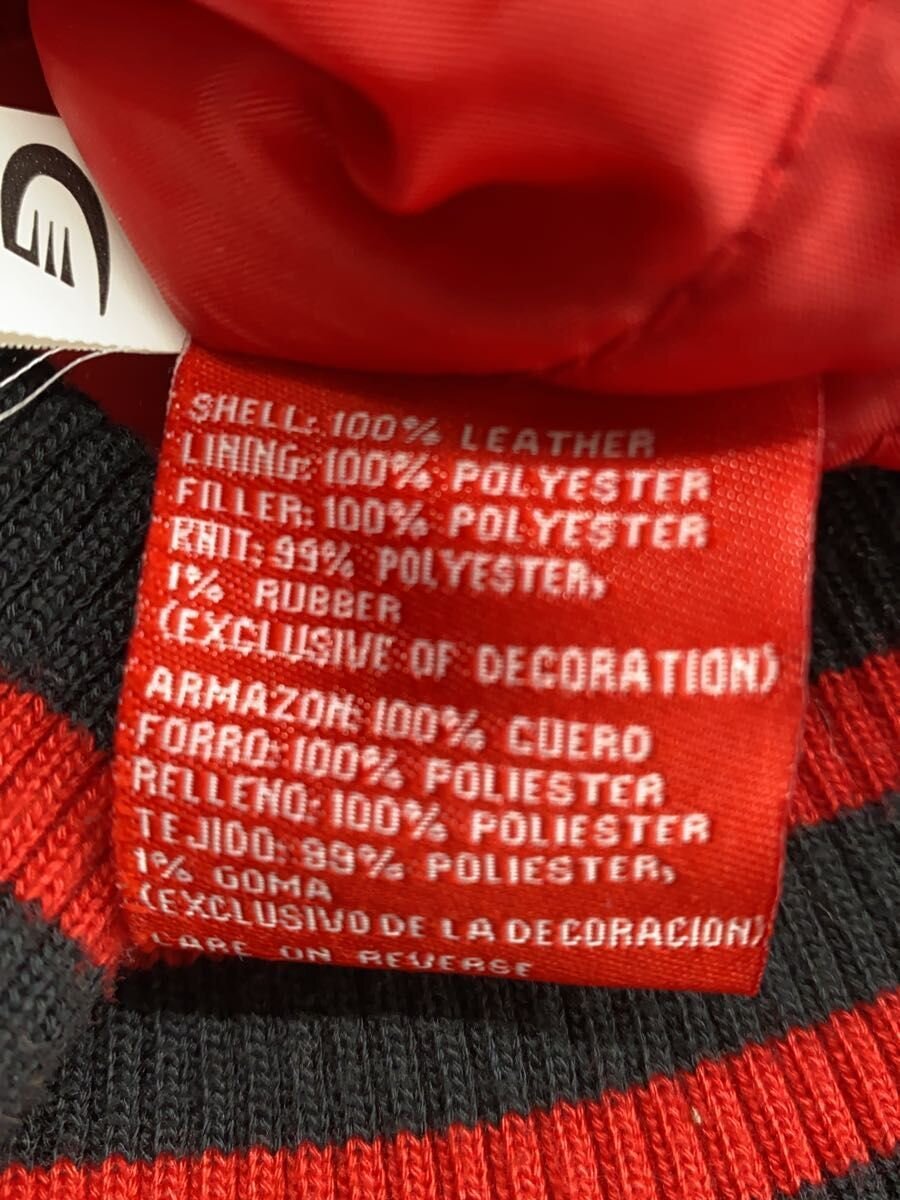 SHELL: 100% LEATHER
LINING: 100% POLYESTER
FILLER: 100% POLYESTER
KNIT: 99% POLYESTER,
1% RUBBER
(EXCLUSIVE OF DECORATION)
ARMAZON: 100% CUERO
FORRO: 100% POLIESTER
RELLENO: 100% POLIESTER
TEJIDO: 99% POLIESTER,
1% GOMA
(EXCLUSIVO DE LA DECORACION)
CARE ON REVERSE